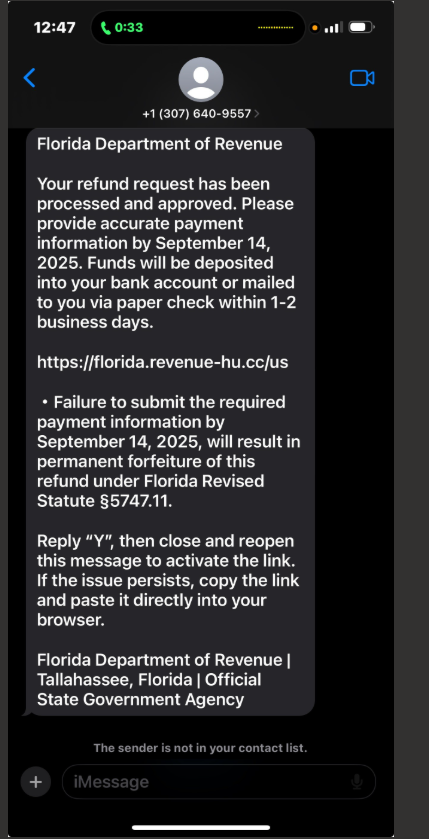 12:47
0:33
+1 (307) 640-9557 >
Florida Department of Revenue
Your refund request has been
processed and approved. Please
provide accurate payment
information by September 14,
2025. Funds will be deposited
into your bank account or mailed
to you via paper check within 1-2
business days.
https://florida.revenue-hu.cc/us
• Failure to submit the required
payment information by
September 14, 2025, will result in
permanent forfeiture of this
refund under Florida Revised
Statute §5747.11.
Reply “Y”, then close and reopen
this message to activate the link.
If the issue persists, copy the link
and paste it directly into your
browser.
Florida Department of Revenue |
Tallahassee, Florida | Official
State Government Agency
The sender is not in your contact list.
iMessage